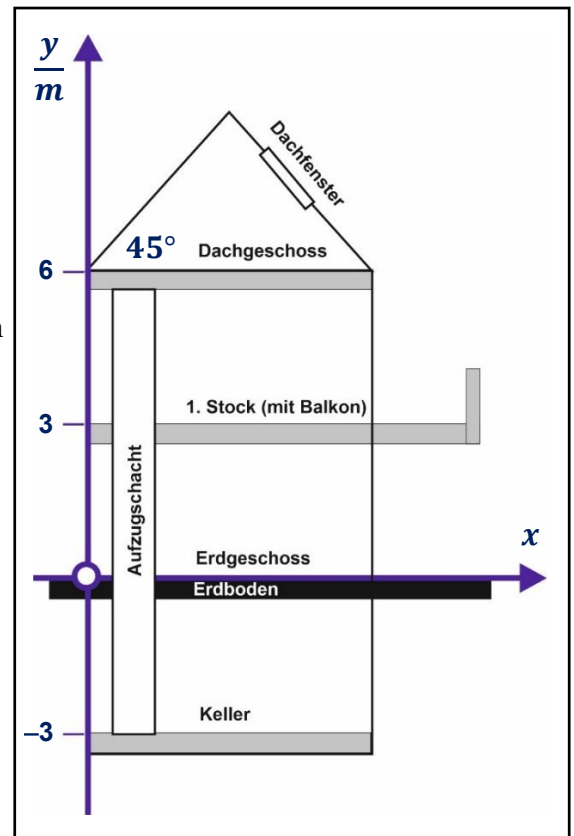 y
m
Dachfenster
45°
6
Dachgeschoss
1. Stock (mit Balkon)
3
Aufzugschacht
x
Erdgeschoss
Erdboden
Keller
–3